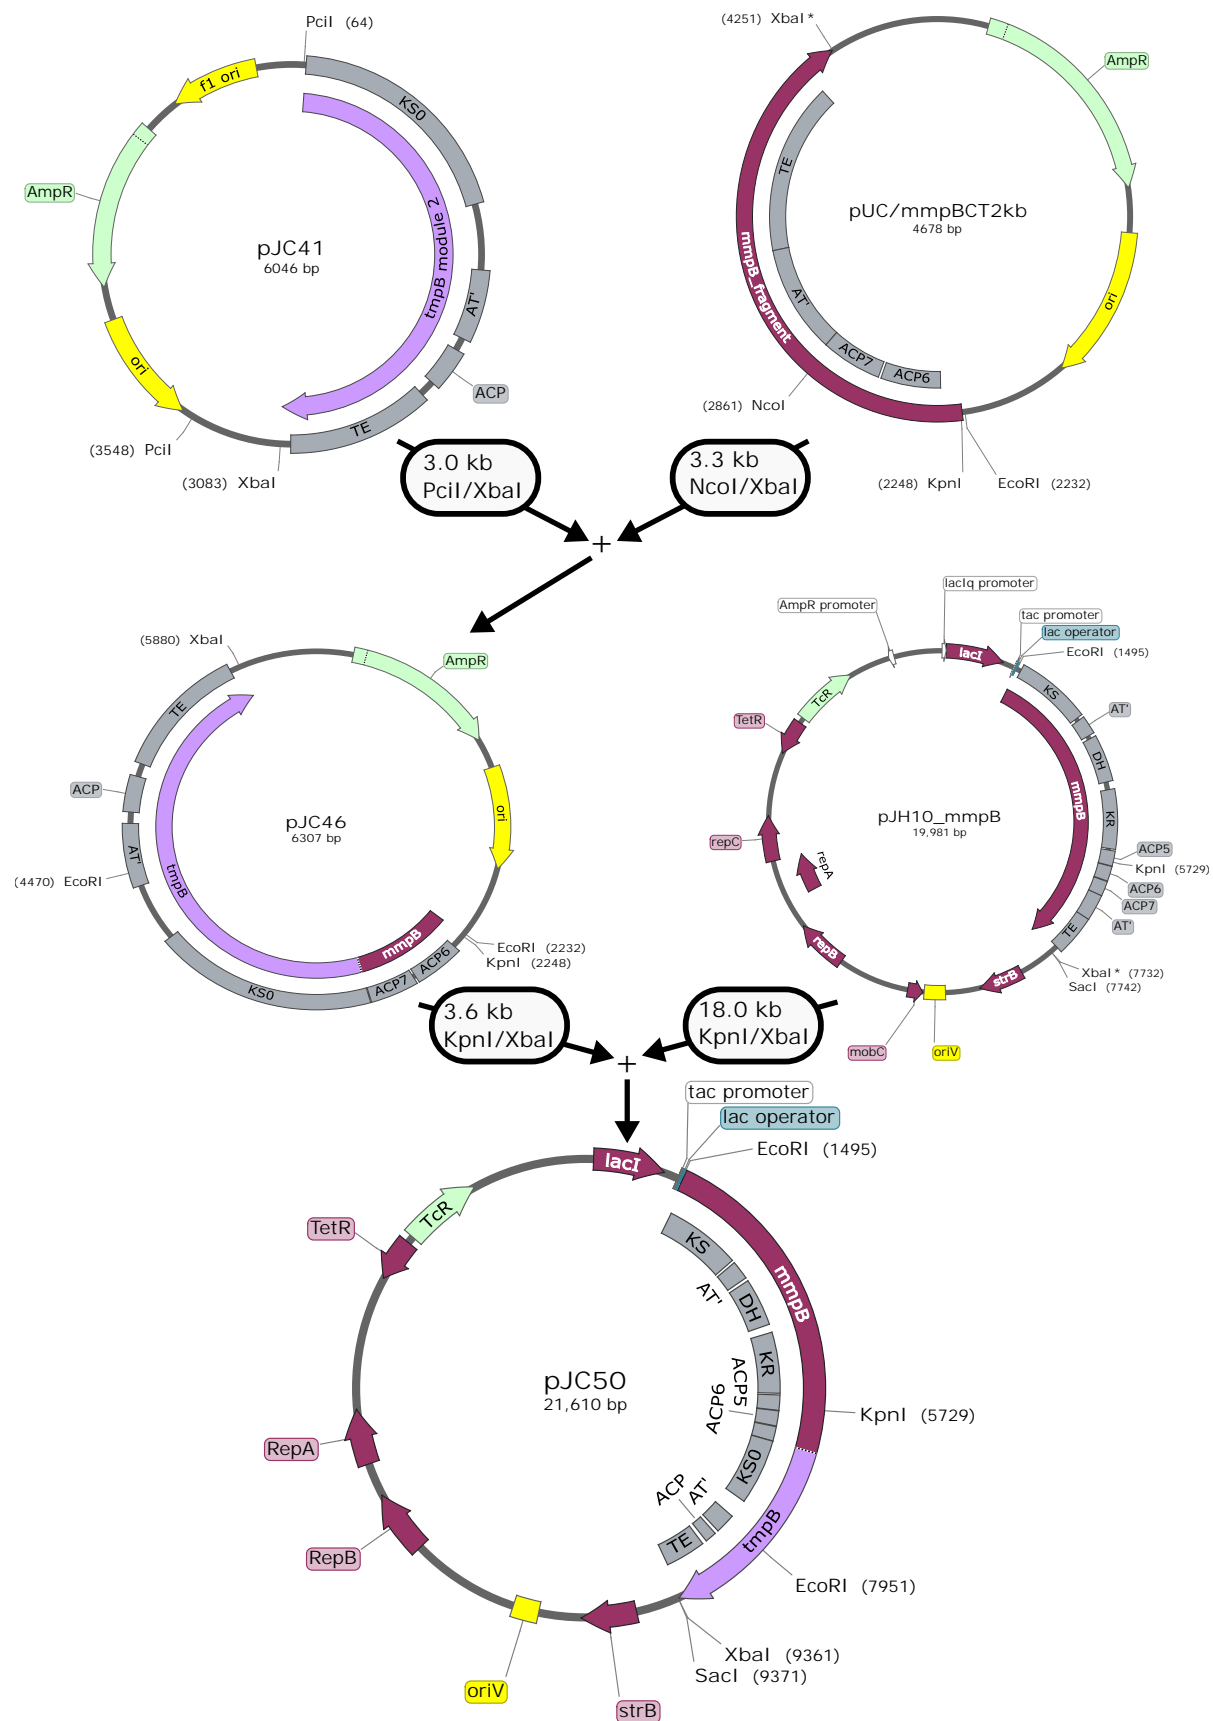 PciI (64)
f1 ori
KS0
AmpR
tmpB module 2
pJC41
6046 bp
AT'
ori
ACP
TE
(3548) PciI
(3083) XbaI
(4251) XbaI *
AmpR
TE
pUC/mmpBCT2kb
4678 bp
mmpB_fragment
AT'
ori
ACP7
ACP6
(2861) NcoI
(2248) KpnI
EcoRI (2232)
3.0 kb
PciI/XbaI
3.3 kb
NcoI/XbaI
+
(5880) XbaI
AmpR
TE
ACP
pJC46
6307 bp
ori
AT'
(4470) EcoRI
tmpB
mmpB
EcoRI (2232)
KpnI (2248)
ACP6
ACP7
KS0
lacIq promoter
AmpR promoter
tac promoter
lac operator
EcoRI (1495)
lacI
KS
TcR
AT'
TetR
DH
mmpB
pJH10_mmpB
19,981 bp
KR
repC
ACP5
KpnI (5729)
repA
ACP6
ACP7
AT'
TE
repB
XbaI * (7732)
SacI (7742)
strB
mobC
oriV
3.6 kb
KpnI/XbaI
18.0 kb
KpnI/XbaI
+
tac promoter
lac operator
EcoRI (1495)
lacI
TcR
TetR
KS
AT'
DH
mmpB
KR
pJC50
21,610 bp
ACP5
ACP6
KpnI (5729)
RepA
KS0
ACP
AT'
TE
tmpB
RepB
EcoRI (7951)
XbaI (9361)
SacI (9371)
oriV
strB